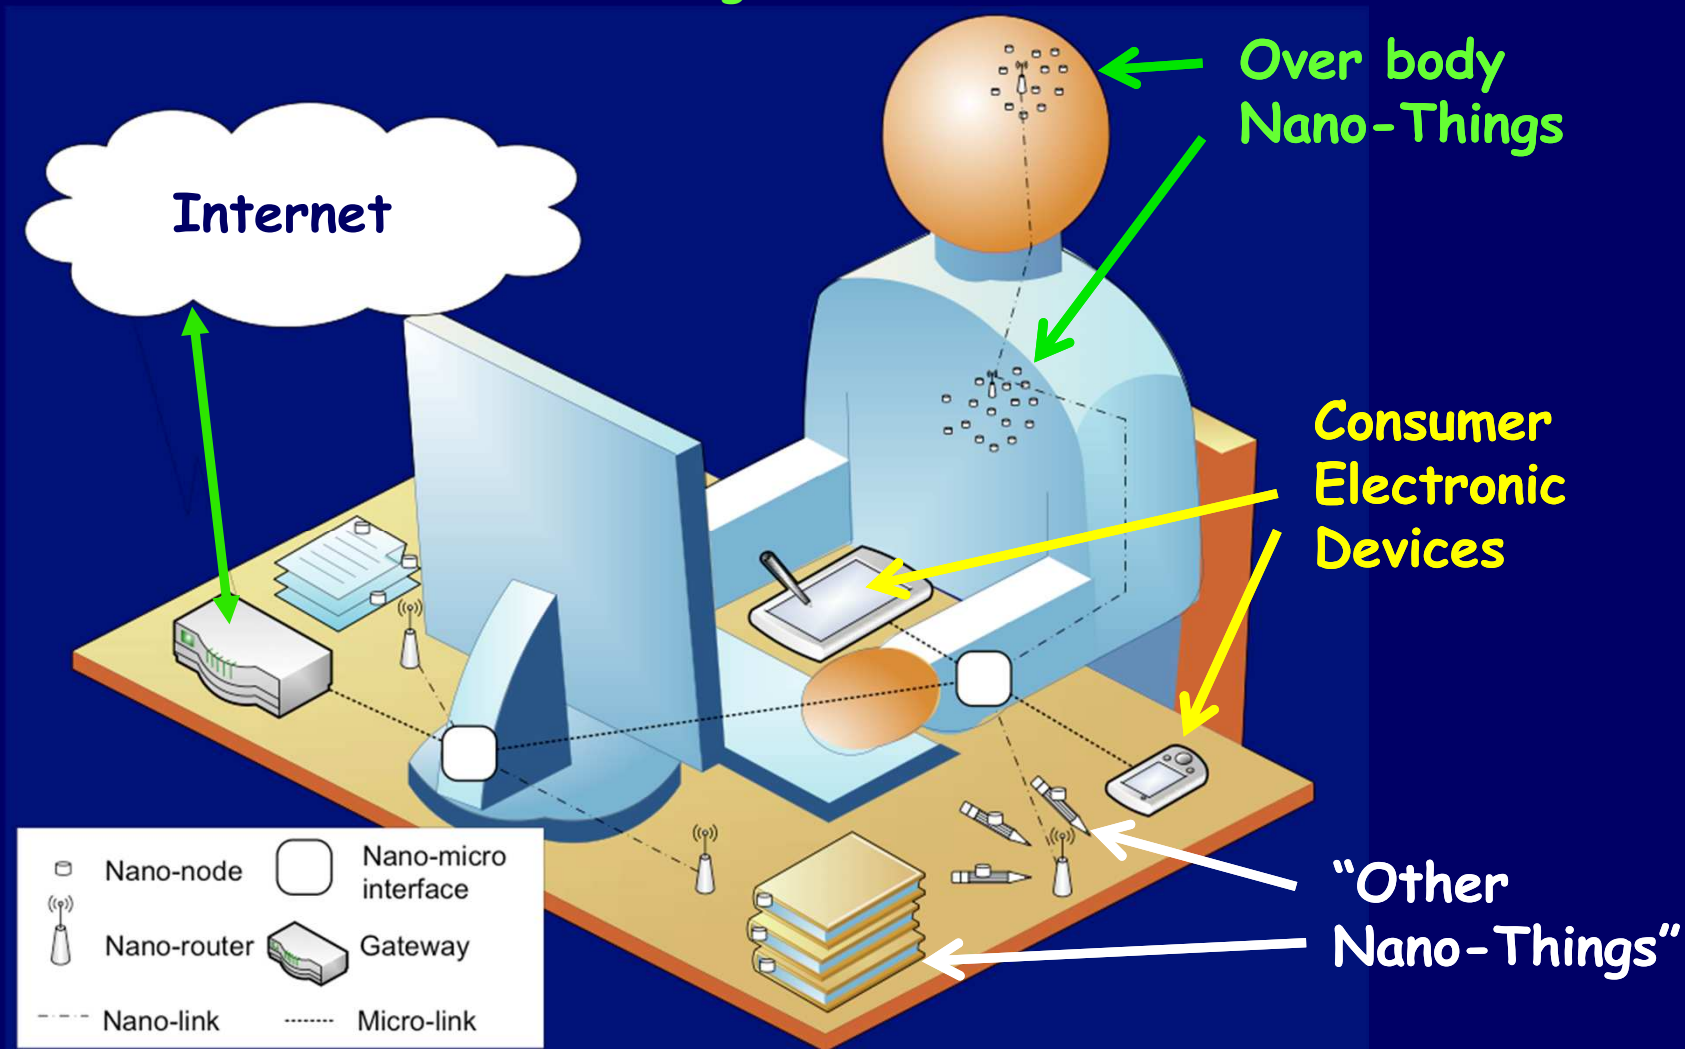 Over body
Nano-Things
Internet
Consumer
Electronic
Devices
"Other
Nano-Things"
Nano-node
Nano-micro
interface
Nano-router
Gateway
Nano-link
Micro-link